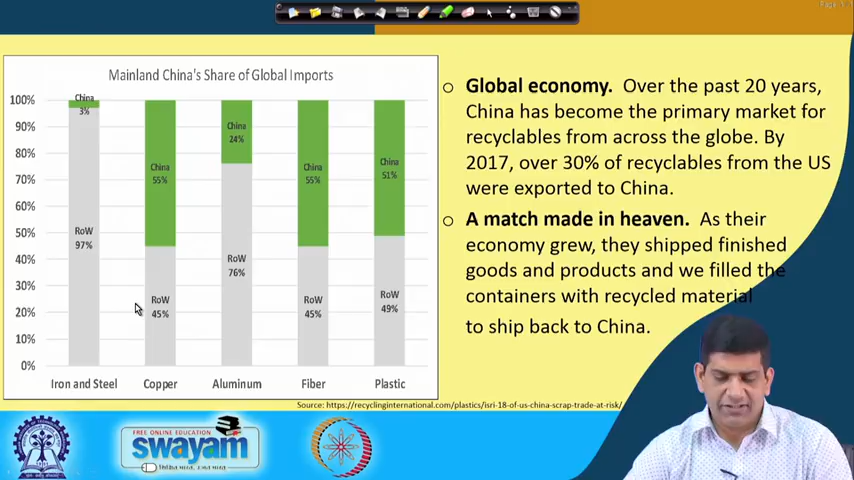 Mainland China's Share of Global Imports
100%
90%
80%
70%
60%
50%
40%
30%
20%
10%
0%
China
3%
RoW
97%
China
55%
RoW
45%
China
24%
RoW
76%
China
55%
RoW
45%
China
51%
RoW
49%
Iron and Steel
Copper
Aluminum
Fiber
Plastic
Global economy. Over the past 20 years,
China has become the primary market for
recyclables from across the globe. By
2017, over 30% of recyclables from the US
were exported to China.
A match made in heaven. As their
economy grew, they shipped finished
goods and products and we filled the
containers with recycled material
to ship back to China.
Source: https://recyclinginternational.com/plastics/isri-18-of-us-china-scrap-trade-at-risk/
FREE ONLINE EDUCATION
swayam